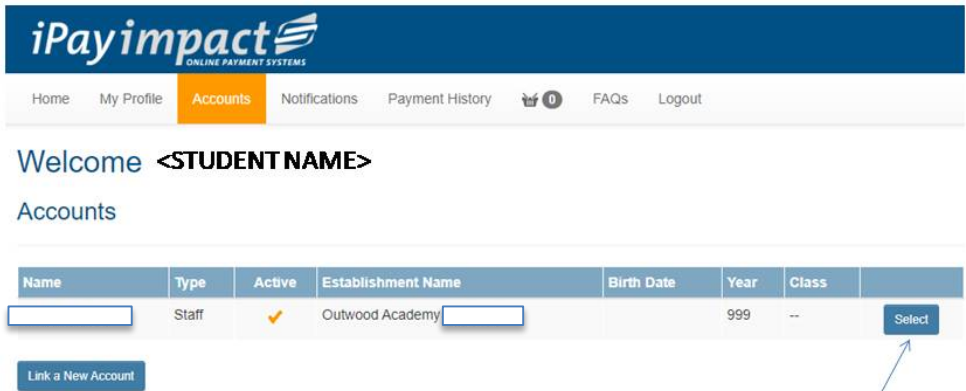 iPayimpact
ONLINE PAYMENT SYSTEMS
Home My Profile Accounts Notifications Payment History 0 FAQs Logout
Welcome <STUDENT NAME>
Accounts
Name Type Active Establishment Name Birth Date Year Class
Staff Outwood Academy 999 -- Select
Link a New Account